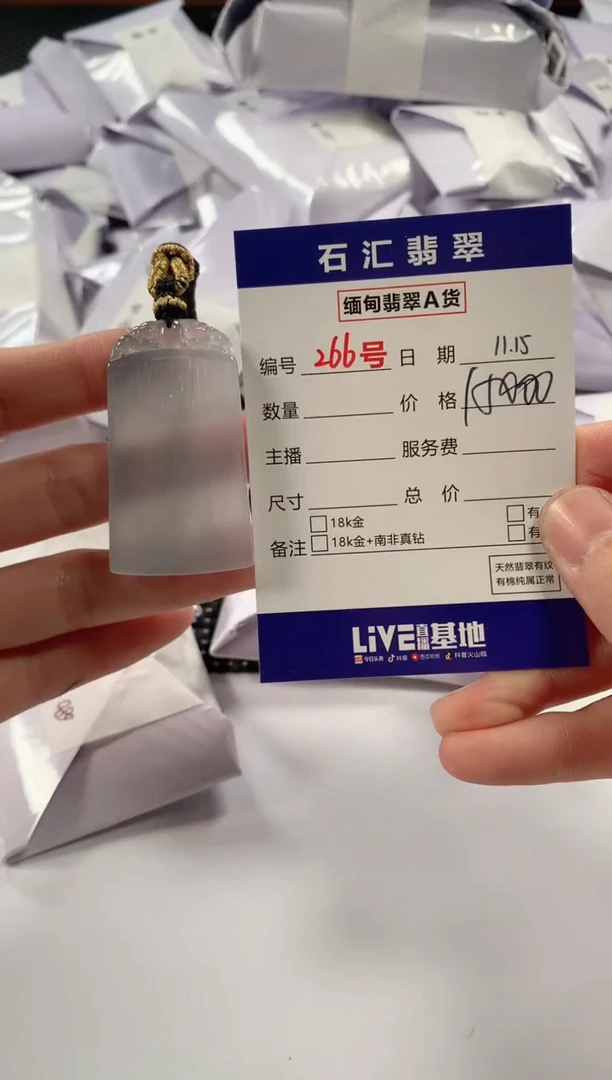 石汇翡翠
缅甸翡翠A货
编号 266号 日期 11.15
数量 价格
主播 服务费
尺寸 总价
备注 18k金 有
18k金+南非真钻 有
天然翡翠有纹
有棉纯属正常
LiVE直播基地
今日头条 抖音 西瓜视频 抖音火山版